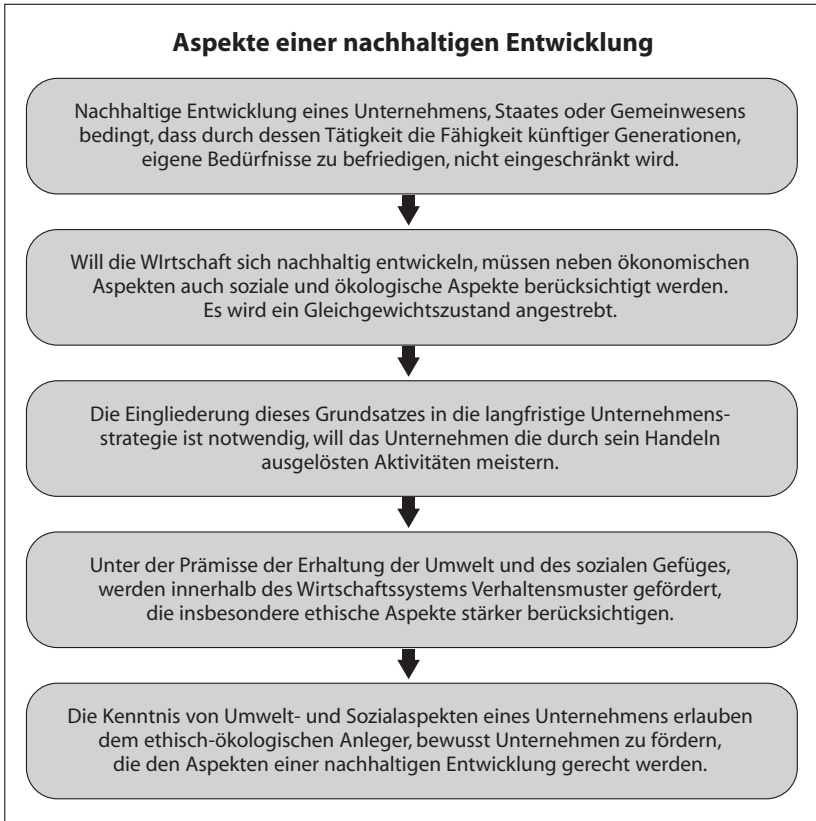 Aspekte einer nachhaltigen Entwicklung
Nachhaltige Entwicklung eines Unternehmens, Staates oder Gemeinwesens
bedingt, dass durch dessen Tätigkeit die Fähigkeit künftiger Generationen,
eigene Bedürfnisse zu befriedigen, nicht eingeschränkt wird.
Will die WIrtschaft sich nachhaltig entwickeln, müssen neben ökonomischen
Aspekten auch soziale und ökologische Aspekte berücksichtigt werden.
Es wird ein Gleichgewichtszustand angestrebt.
Die Eingliederung dieses Grundsatzes in die langfristige Unternehmens-
strategie ist notwendig, will das Unternehmen die durch sein Handeln
ausgelösten Aktivitäten meistern.
Unter der Prämisse der Erhaltung der Umwelt und des sozialen Gefüges,
werden innerhalb des Wirtschaftssystems Verhaltensmuster gefördert,
die insbesondere ethische Aspekte stärker berücksichtigen.
Die Kenntnis von Umwelt- und Sozialaspekten eines Unternehmens erlauben
dem ethisch-ökologischen Anleger, bewusst Unternehmen zu fördern,
die den Aspekten einer nachhaltigen Entwicklung gerecht werden.